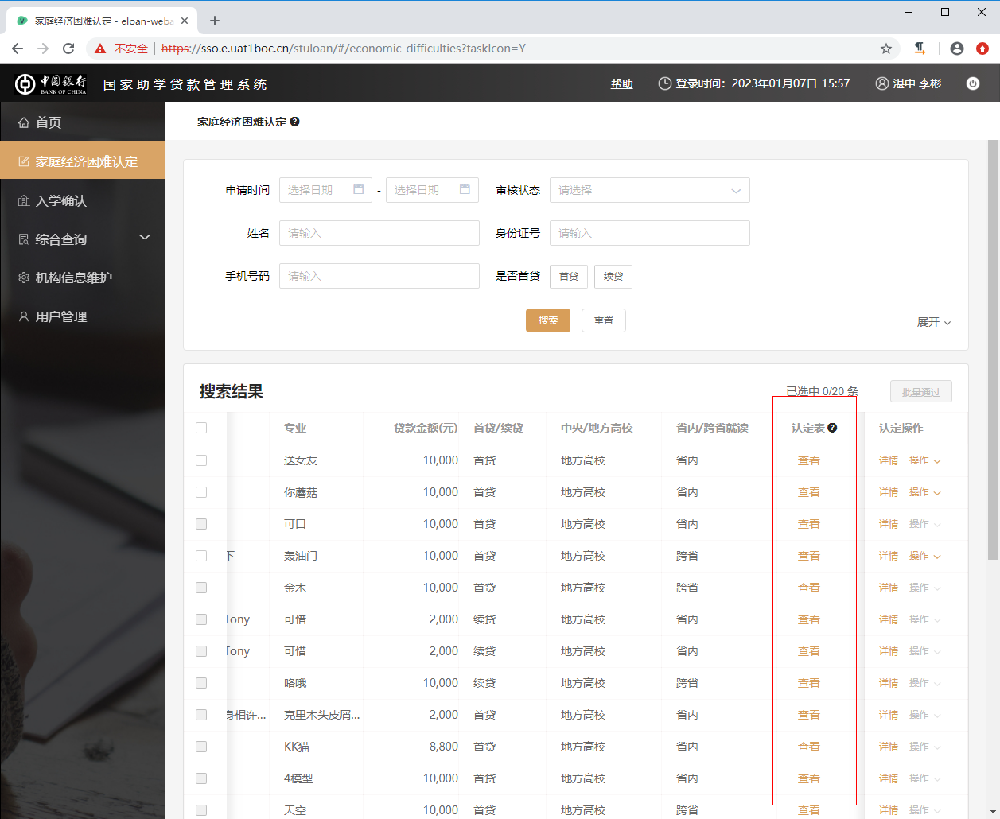 家庭经济困难认定 - eloan-weba
不安全 https://sso.e.uat1boc.cn/stuloan/#/economic-difficulties?taskIcon=Y
中国银行 BANK OF CHINA 国家助学贷款管理系统 帮助 登录时间：2023年01月07日 15:57 湛中 李彬
首页
家庭经济困难认定
入学确认
综合查询
机构信息维护
用户管理
家庭经济困难认定
申请时间 选择日期 - 选择日期 审核状态 请选择
姓名 请输入 身份证号 请输入
手机号码 请输入 是否首贷 首贷 续贷
搜索 重置 展开
搜索结果 已选中 0/20 条 批量通过
专业 贷款金额(元) 首贷/续贷 中央/地方高校 省内/跨省就读 认定表 认定操作
送女友 10,000 首贷 地方高校 省内 查看 详情 操作
你蘑菇 10,000 首贷 地方高校 省内 查看 详情 操作
可口 10,000 首贷 地方高校 省内 查看 详情 操作
下 轰油门 10,000 首贷 地方高校 跨省 查看 详情 操作
金木 10,000 首贷 地方高校 跨省 查看 详情 操作
Tony 可惜 2,000 续贷 地方高校 省内 查看 详情 操作
Tony 可惜 2,000 续贷 地方高校 省内 查看 详情 操作
咯哦 10,000 续贷 地方高校 跨省 查看 详情 操作
身相许... 克里木头皮屑... 2,000 首贷 地方高校 省内 查看 详情 操作
KK猫 8,800 首贷 地方高校 省内 查看 详情 操作
4模型 10,000 首贷 地方高校 省内 查看 详情 操作
天空 10,000 首贷 地方高校 跨省 查看 详情 操作